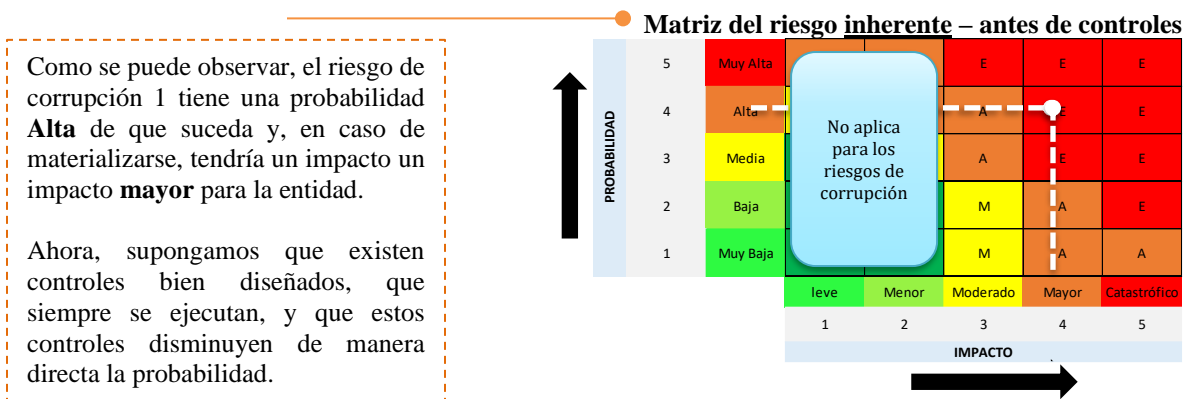 Matriz del riesgo inherente – antes de controles
Como se puede observar, el riesgo de
corrupción 1 tiene una probabilidad
Alta de que suceda y, en caso de
materializarse, tendría un impacto un
impacto mayor para la entidad.
Ahora, supongamos que existen
controles bien diseñados, que
siempre se ejecutan, y que estos
controles disminuyen de manera
directa la probabilidad.
PROBABILIDAD
5 Muy Alta E E E
4 Alta A E E
3 Media A E E
2 Baja M A E
1 Muy Baja M A A
No aplica
para los
riesgos de
corrupción
leve Menor Moderado Mayor Catastrófico
1 2 3 4 5
IMPACTO